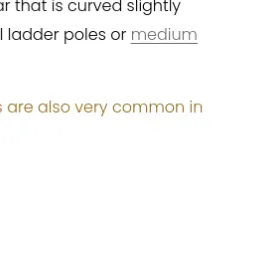 that is curved slightly
ladder poles or medium
are also very common in